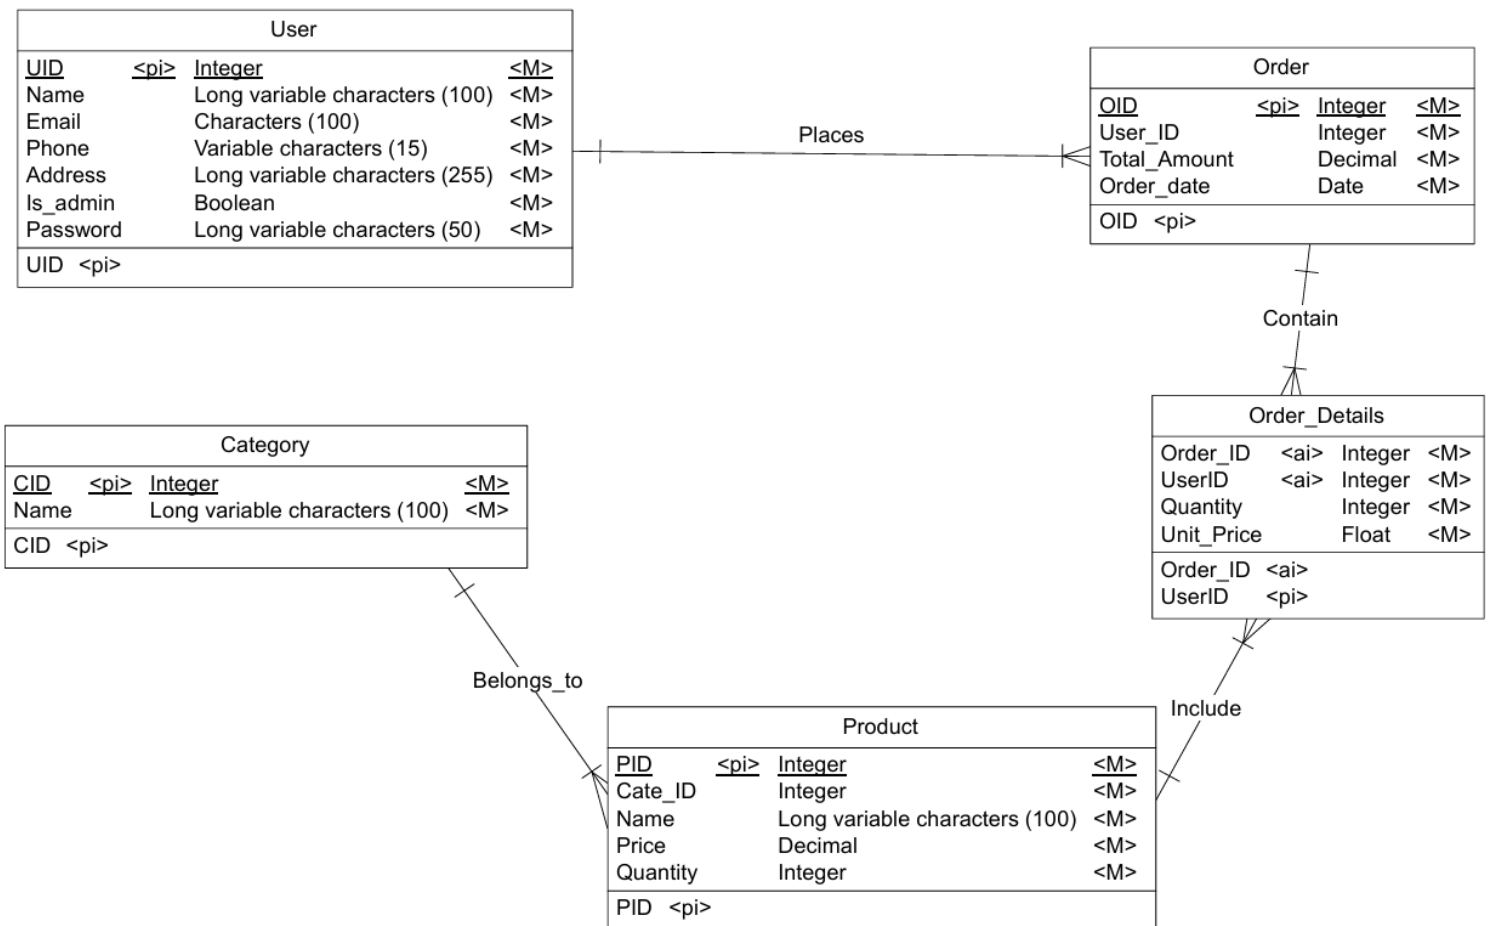 User
UID <pi> Integer <M>
Name Long variable characters (100) <M>
Email Characters (100) <M>
Phone Variable characters (15) <M>
Address Long variable characters (255) <M>
Is_admin Boolean <M>
Password Long variable characters (50) <M>
UID <pi>
Places
Order
OID <pi> Integer <M>
User_ID Integer <M>
Total_Amount Decimal <M>
Order_date Date <M>
OID <pi>
Contain
Order_Details
Order_ID <ai> Integer <M>
UserID <ai> Integer <M>
Quantity Integer <M>
Unit_Price Float <M>
Order_ID <ai>
UserID <pi>
Category
CID <pi> Integer <M>
Name Long variable characters (100) <M>
CID <pi>
Belongs_to
Include
Product
PID <pi> Integer <M>
Cate_ID Integer <M>
Name Long variable characters (100) <M>
Price Decimal <M>
Quantity Integer <M>
PID <pi>